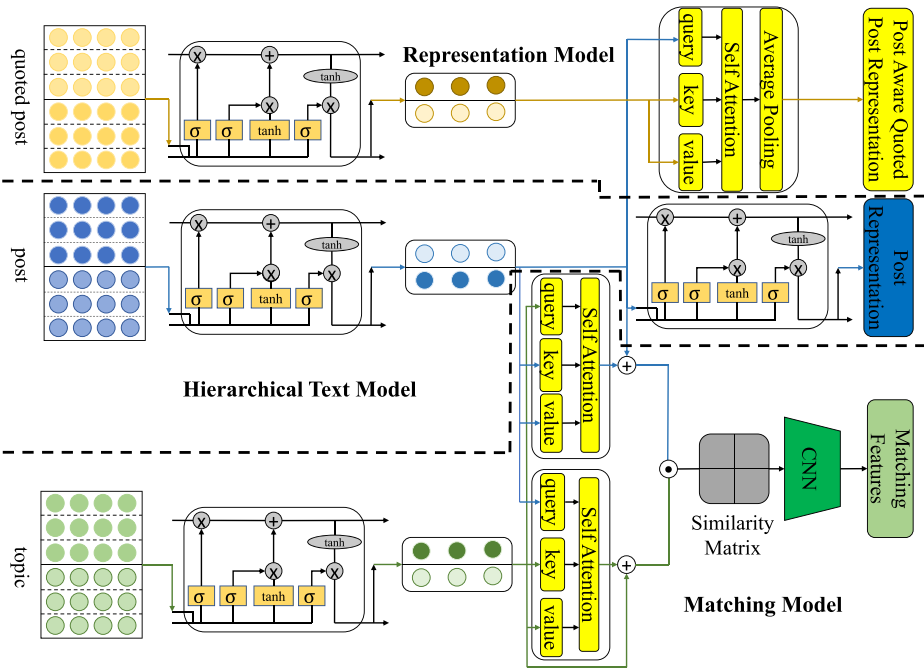 quoted post
x
+
tanh
x
x
σ
σ
tanh
σ
Representation Model
query
key
value
Self Attention
Average Pooling
Post Aware Quoted
Post Representation
post
x
+
tanh
x
x
σ
σ
tanh
σ
Hierarchical Text Model
x
+
tanh
x
x
σ
σ
tanh
σ
Post
Representation
query
key
value
Self Attention
+
Similarity
Matrix
CNN
Matching
Features
topic
x
+
tanh
x
x
σ
σ
tanh
σ
query
key
value
Self Attention
+
Matching Model